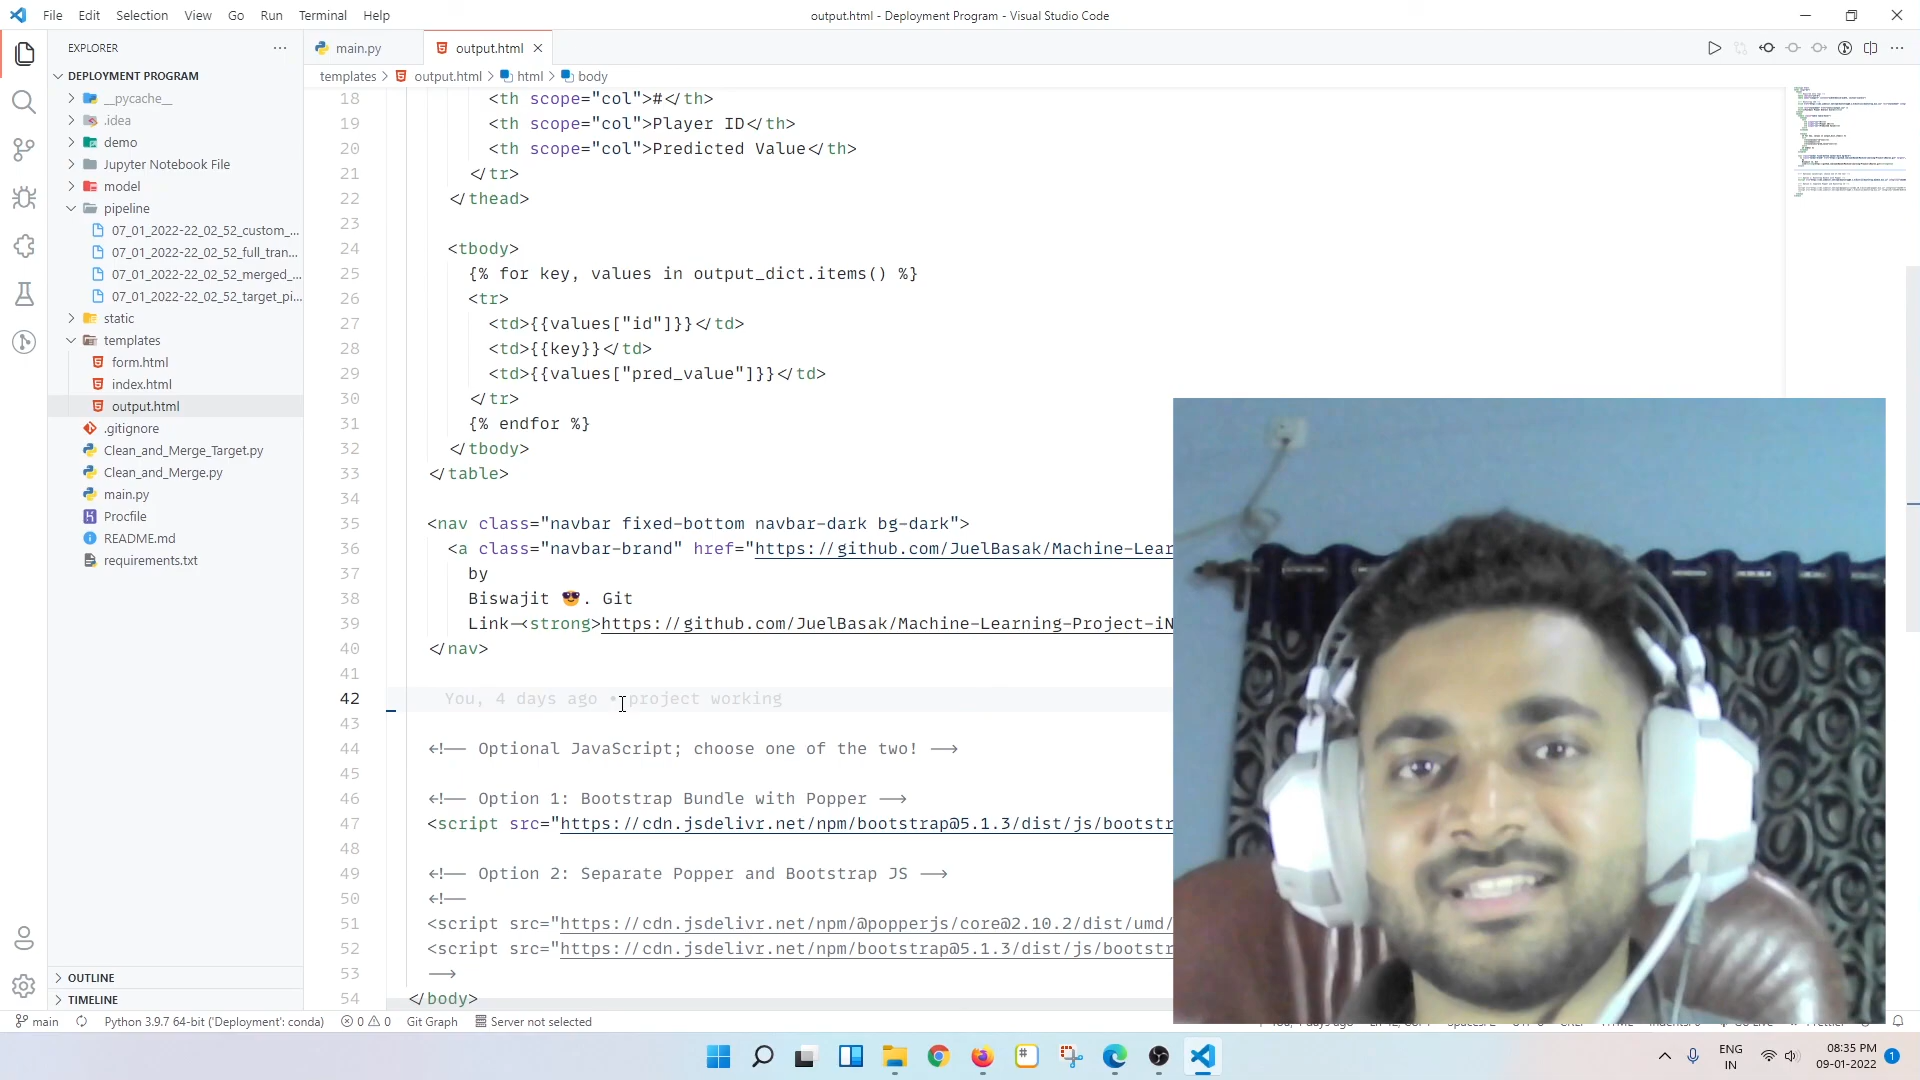 File Edit Selection View Go Run Terminal Help
output.html - Deployment Program - Visual Studio Code
EXPLORER
DEPLOYMENT PROGRAM
__pycache__
.idea
demo
Jupyter Notebook File
model
pipeline
07_01_2022-22_02_52_custom_...
07_01_2022-22_02_52_full_tran...
07_01_2022-22_02_52_merged_...
07_01_2022-22_02_52_target_pi...
static
templates
form.html
index.html
output.html
.gitignore
Clean_and_Merge_Target.py
Clean_and_Merge.py
main.py
Procfile
README.md
requirements.txt
OUTLINE
TIMELINE
main.py
output.html
templates > output.html > html > body
18 <th scope="col">#</th>
19 <th scope="col">Player ID</th>
20 <th scope="col">Predicted Value</th>
21 </tr>
22 </thead>
23
24 <tbody>
25 {% for key, values in output_dict.items() %}
26 <tr>
27 <td>{{values["id"]}}</td>
28 <td>{{key}}</td>
29 <td>{{values["pred_value"]}}</td>
30 </tr>
31 {% endfor %}
32 </tbody>
33 </table>
34
35 <nav class="navbar fixed-bottom navbar-dark bg-dark">
36 <a class="navbar-brand" href="https://github.com/JuelBasak/Machine-Lear
37 by
38 Biswajit 😎. Git
39 Link-<strong>https://github.com/JuelBasak/Machine-Learning-Project-iN
40 </nav>
41
42 You, 4 days ago • project working
43
44 <!-- Optional JavaScript; choose one of the two! -->
45
46 <!-- Option 1: Bootstrap Bundle with Popper -->
47 <script src="https://cdn.jsdelivr.net/npm/bootstrap@5.1.3/dist/js/bootstr
48
49 <!-- Option 2: Separate Popper and Bootstrap JS -->
50 <!--
51 <script src="https://cdn.jsdelivr.net/npm/@popperjs/core@2.10.2/dist/umd/
52 <script src="https://cdn.jsdelivr.net/npm/bootstrap@5.1.3/dist/js/bootstr
53 -->
54 </body>
main
Python 3.9.7 64-bit ('Deployment': conda)
0 0
Git Graph
Server not selected
ENG
IN
08:35 PM
09-01-2022
1